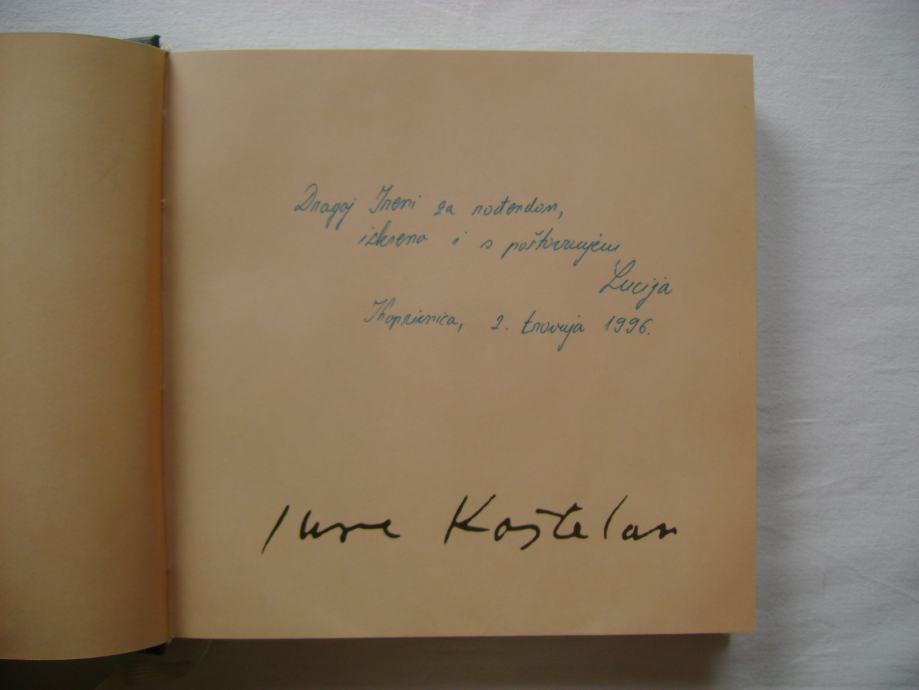 Dragoj Ireni za rođendan,
iskreno i s poštovanjem
Lucija
Koprivnica, 2. travnja 1996.
Jure Kaštelan